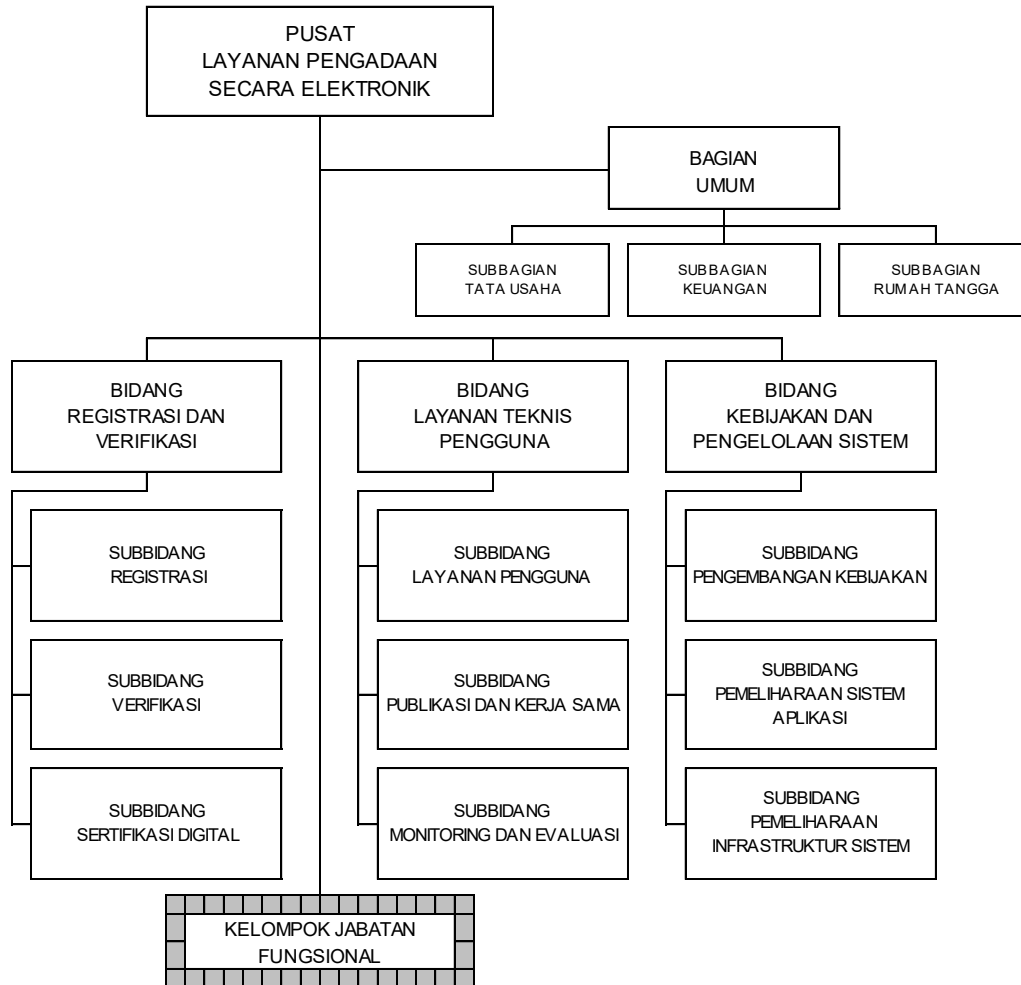 PUSAT
LAYANAN PENGADAAN
SECARA ELEKTRONIK
BAGIAN
UMUM
SUBBAGIAN
TATA USAHA
SUBBAGIAN
KEUANGAN
SUBBAGIAN
RUMAH TANGGA
BIDANG
REGISTRASI DAN
VERIFIKASI
BIDANG
LAYANAN TEKNIS
PENGGUNA
BIDANG
KEBIJAKAN DAN
PENGELOLAAN SISTEM
SUBBIDANG
REGISTRASI
SUBBIDANG
VERIFIKASI
SUBBIDANG
SERTIFIKASI DIGITAL
SUBBIDANG
LAYANAN PENGGUNA
SUBBIDANG
PUBLIKASI DAN KERJA SAMA
SUBBIDANG
MONITORING DAN EVALUASI
SUBBIDANG
PENGEMBANGAN KEBIJAKAN
SUBBIDANG
PEMELIHARAAN SISTEM
APLIKASI
SUBBIDANG
PEMELIHARAAN
INFRASTRUKTUR SISTEM
KELOMPOK JABATAN
FUNGSIONAL